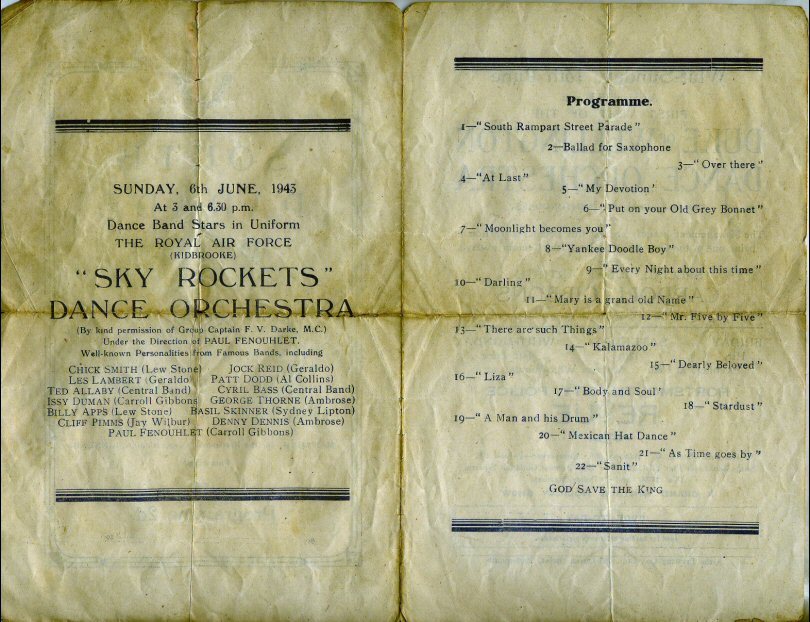 SUNDAY, 6th JUNE, 1943
At 3 and 6.30 p.m.
Dance Band Stars in Uniform
THE ROYAL AIR FORCE
(KIDBROOKE)
"SKY ROCKETS"
DANCE ORCHESTRA
(By kind permission of Group Captain F. V. Darke, M.C.)
Under the Direction of PAUL FENOUHLET.
Well-known Personalities from Famous Bands, including
CHICK SMITH (Lew Stone) JOCK REID (Geraldo)
LES LAMBERT (Geraldo) PATT DODD (Al Collins)
TED ALLABY (Central Band) CYRIL BASS (Central Band)
ISSY DUMAN (Carroll Gibbons GEORGE THORNE (Ambrose)
BILLY APPS (Lew Stone) BASIL SKINNER (Sydney Lipton)
CLIFF PIMMS (Jay Wilbur) DENNY DENNIS (Ambrose)
PAUL FENOUHLET (Carroll Gibbons)
Programme.
1—"South Rampart Street Parade"
2—Ballad for Saxophone
3—"Over there"
4—"At Last"
5—"My Devotion'
6—"Put on your Old Grey Bonnet"
7—"Moonlight becomes you"
8—"Yankee Doodle Boy"
9—"Every Night about this time"
10—"Darling"
11—"Mary is a grand old Name"
12—"Mr. Five by Five"
13—"There are such Things"
14—"Kalamazoo"
15—"Dearly Beloved"
16—"Liza"
17—"Body and Soul'
18—"Stardust"
19—"A Man and his Drum"
20—"Mexican Hat Dance"
21—"As Time goes by"
22—"Sanit"
GOD SAVE THE KING